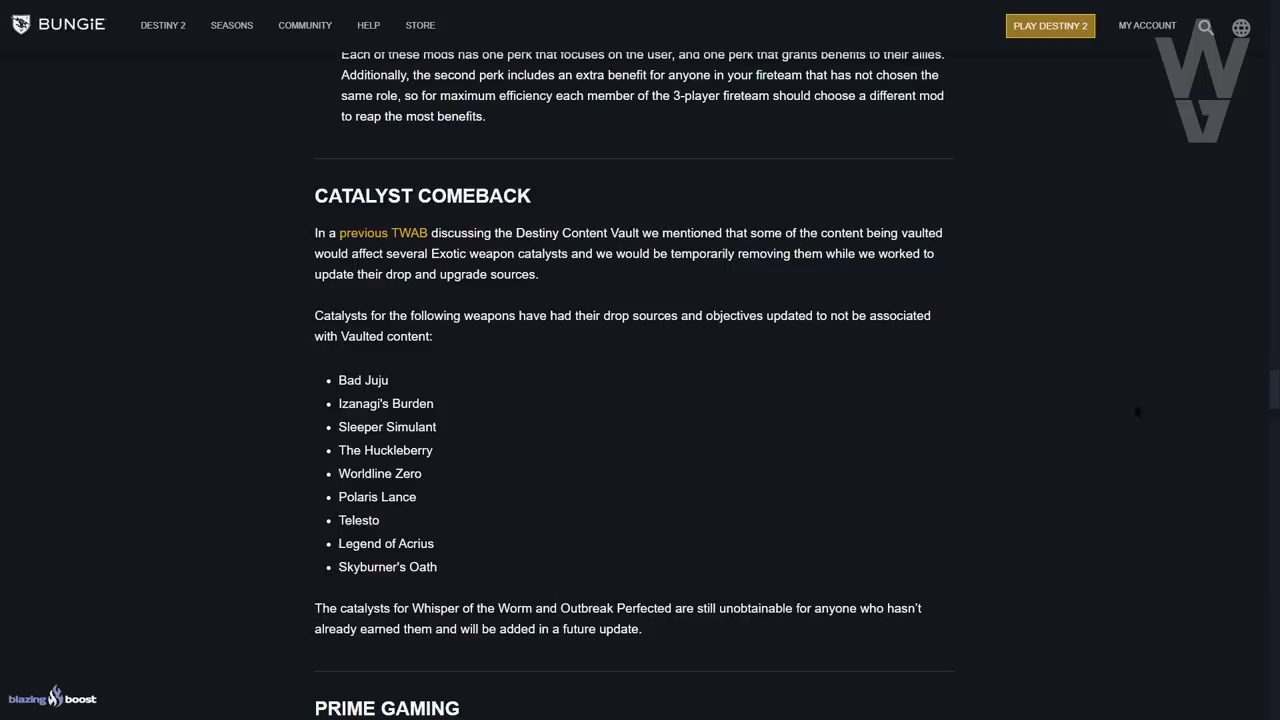 BUNGiE
DESTINY 2
SEASONS
COMMUNITY
HELP
STORE
PLAY DESTINY 2
MY ACCOUNT
Each of these mods has one perk that focuses on the user, and one perk that grants benefits to their allies.
Additionally, the second perk includes an extra benefit for anyone in your fireteam that has not chosen the
same role, so for maximum efficiency each member of the 3-player fireteam should choose a different mod
to reap the most benefits.
WG
CATALYST COMEBACK
In a previous TWAB discussing the Destiny Content Vault we mentioned that some of the content being vaulted
would affect several Exotic weapon catalysts and we would be temporarily removing them while we worked to
update their drop and upgrade sources.
Catalysts for the following weapons have had their drop sources and objectives updated to not be associated
with Vaulted content:
• Bad Juju
• Izanagi's Burden
• Sleeper Simulant
• The Huckleberry
• Worldline Zero
• Polaris Lance
• Telesto
• Legend of Acrius
• Skyburner's Oath
The catalysts for Whisper of the Worm and Outbreak Perfected are still unobtainable for anyone who hasn’t
already earned them and will be added in a future update.
blazing boost
PRIME GAMING